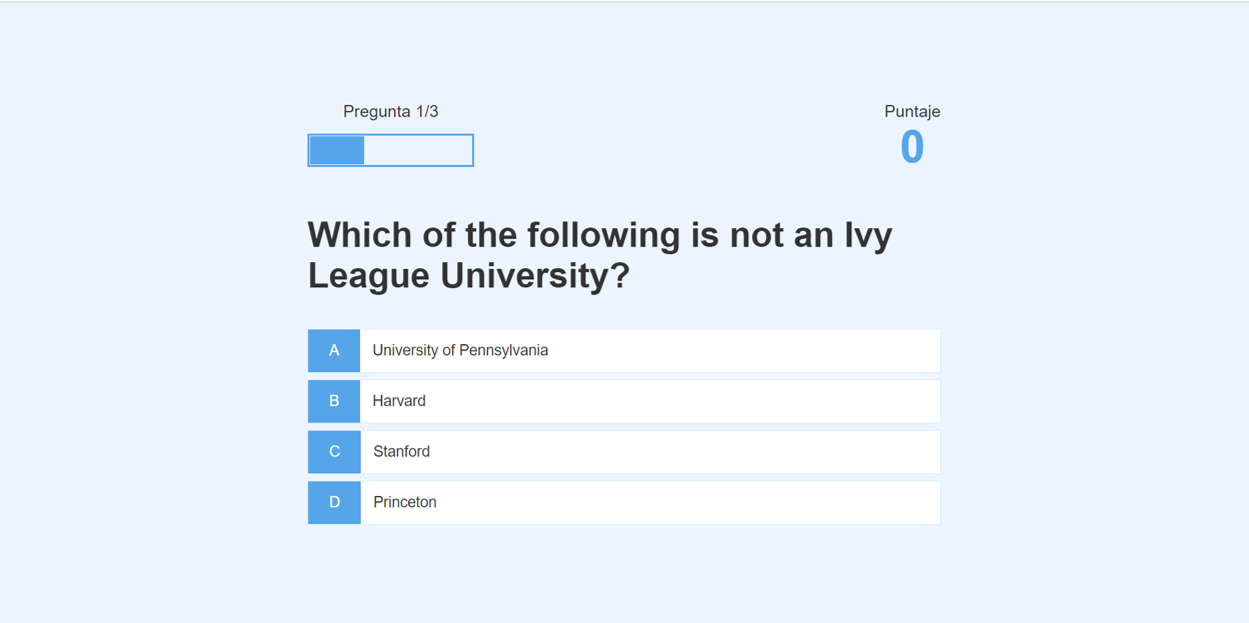 Pregunta 1/3
Puntaje
0
Which of the following is not an Ivy
League University?
A University of Pennsylvania
B Harvard
C Stanford
D Princeton